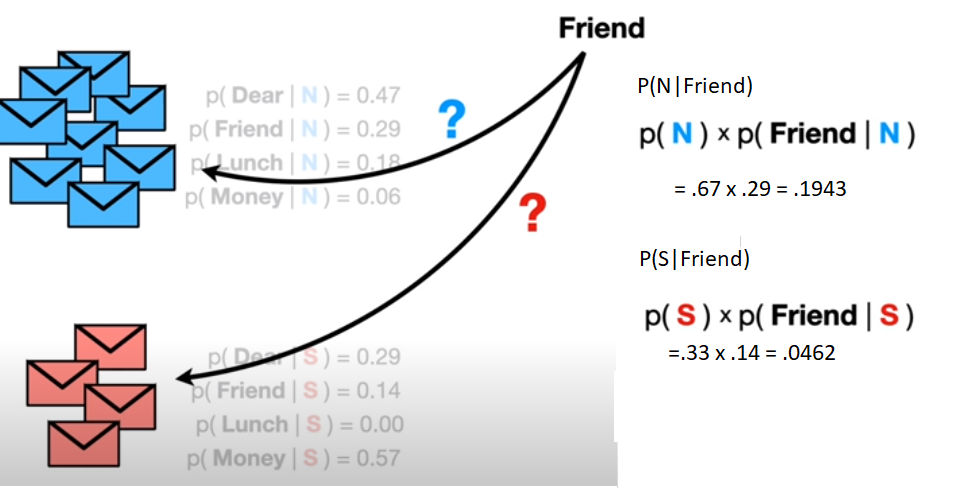 Friend
p( Dear | N ) = 0.47
p( Friend | N ) = 0.29
p( Lunch | N ) = 0.18
p( Money | N ) = 0.06
?
?
p( Dear | S ) = 0.29
p( Friend | S ) = 0.14
p( Lunch | S ) = 0.00
p( Money | S ) = 0.57
P(N|Friend)
p( N ) x p( Friend | N )
= .67 x .29 = .1943
P(S|Friend)
p( S ) x p( Friend | S )
=.33 x .14 = .0462